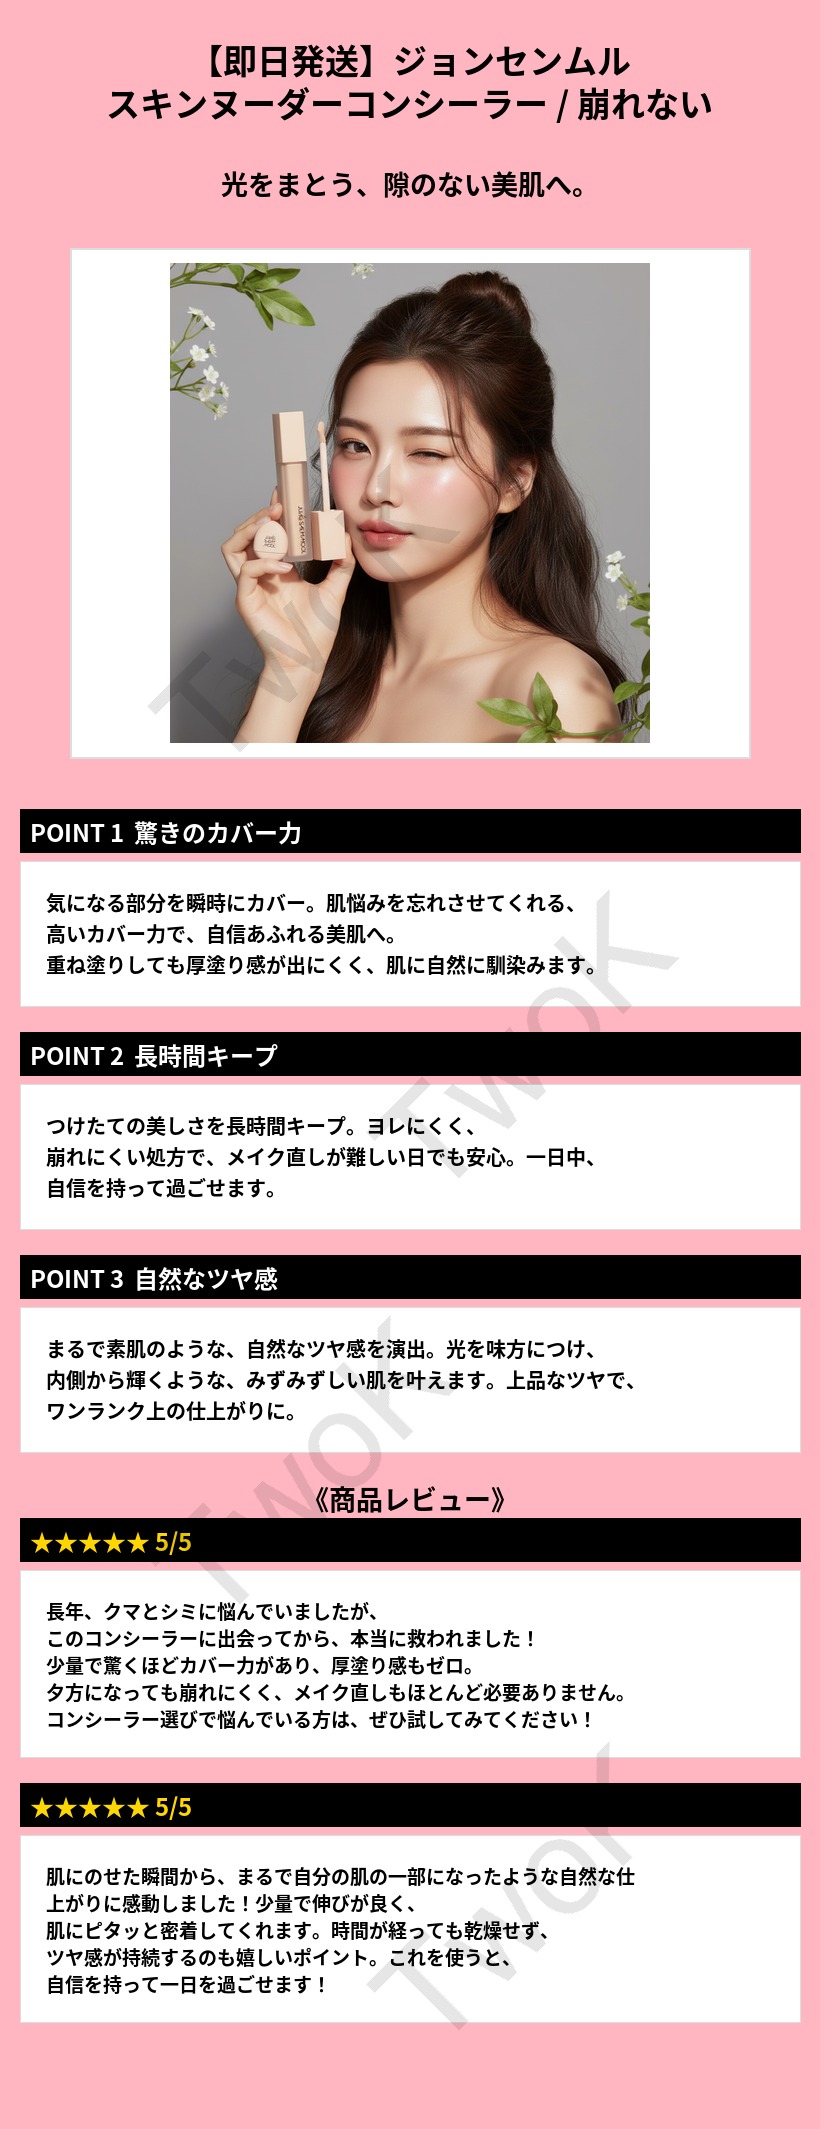 【即日発送】ジョンセンムル
スキンヌーダーコンシーラー / 崩れない
光をまとう、隙のない美肌へ。
JUNG SAEM MOOL
POINT 1 驚きのカバー力
気になる部分を瞬時にカバー。肌悩みを忘れさせてくれる、
高いカバー力で、自信あふれる美肌へ。
重ね塗りしても厚塗り感が出にくく、肌に自然に馴染みます。
POINT 2 長時間キープ
つけたての美しさを長時間キープ。ヨレにくく、
崩れにくい処方で、メイク直しが難しい日でも安心。一日中、
自信を持って過ごせます。
POINT 3 自然なツヤ感
まるで素肌のような、自然なツヤ感を演出。光を味方につけ、
内側から輝くような、みずみずしい肌を叶えます。上品なツヤで、
ワンランク上の仕上がりに。
《商品レビュー》
★★★★★ 5/5
長年、クマとシミに悩んでいましたが、
このコンシーラーに出会ってから、本当に救われました！
少量で驚くほどカバー力があり、厚塗り感もゼロ。
夕方になっても崩れにくく、メイク直しもほとんど必要ありません。
コンシーラー選びで悩んでいる方は、ぜひ試してみてください！
★★★★★ 5/5
肌にのせた瞬間から、まるで自分の肌の一部になったような自然な仕
上がりに感動しました！少量で伸びが良く、
肌にピタッと密着してくれます。時間が経っても乾燥せず、
ツヤ感が持続するのも嬉しいポイント。これを使うと、
自信を持って一日を過ごせます！
TwoK
TwoK
TwoK
TwoK